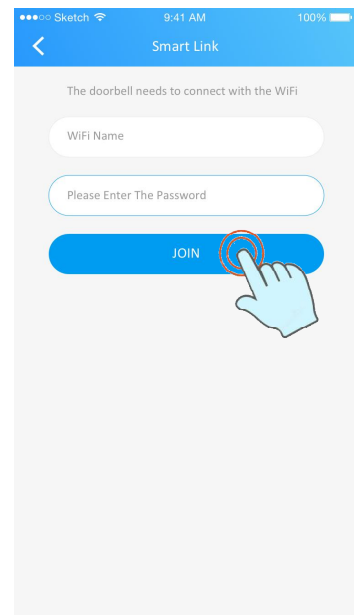 Sketch 9:41 AM 100%
Smart Link
The doorbell needs to connect with the WiFi
WiFi Name
Please Enter The Password
JOIN